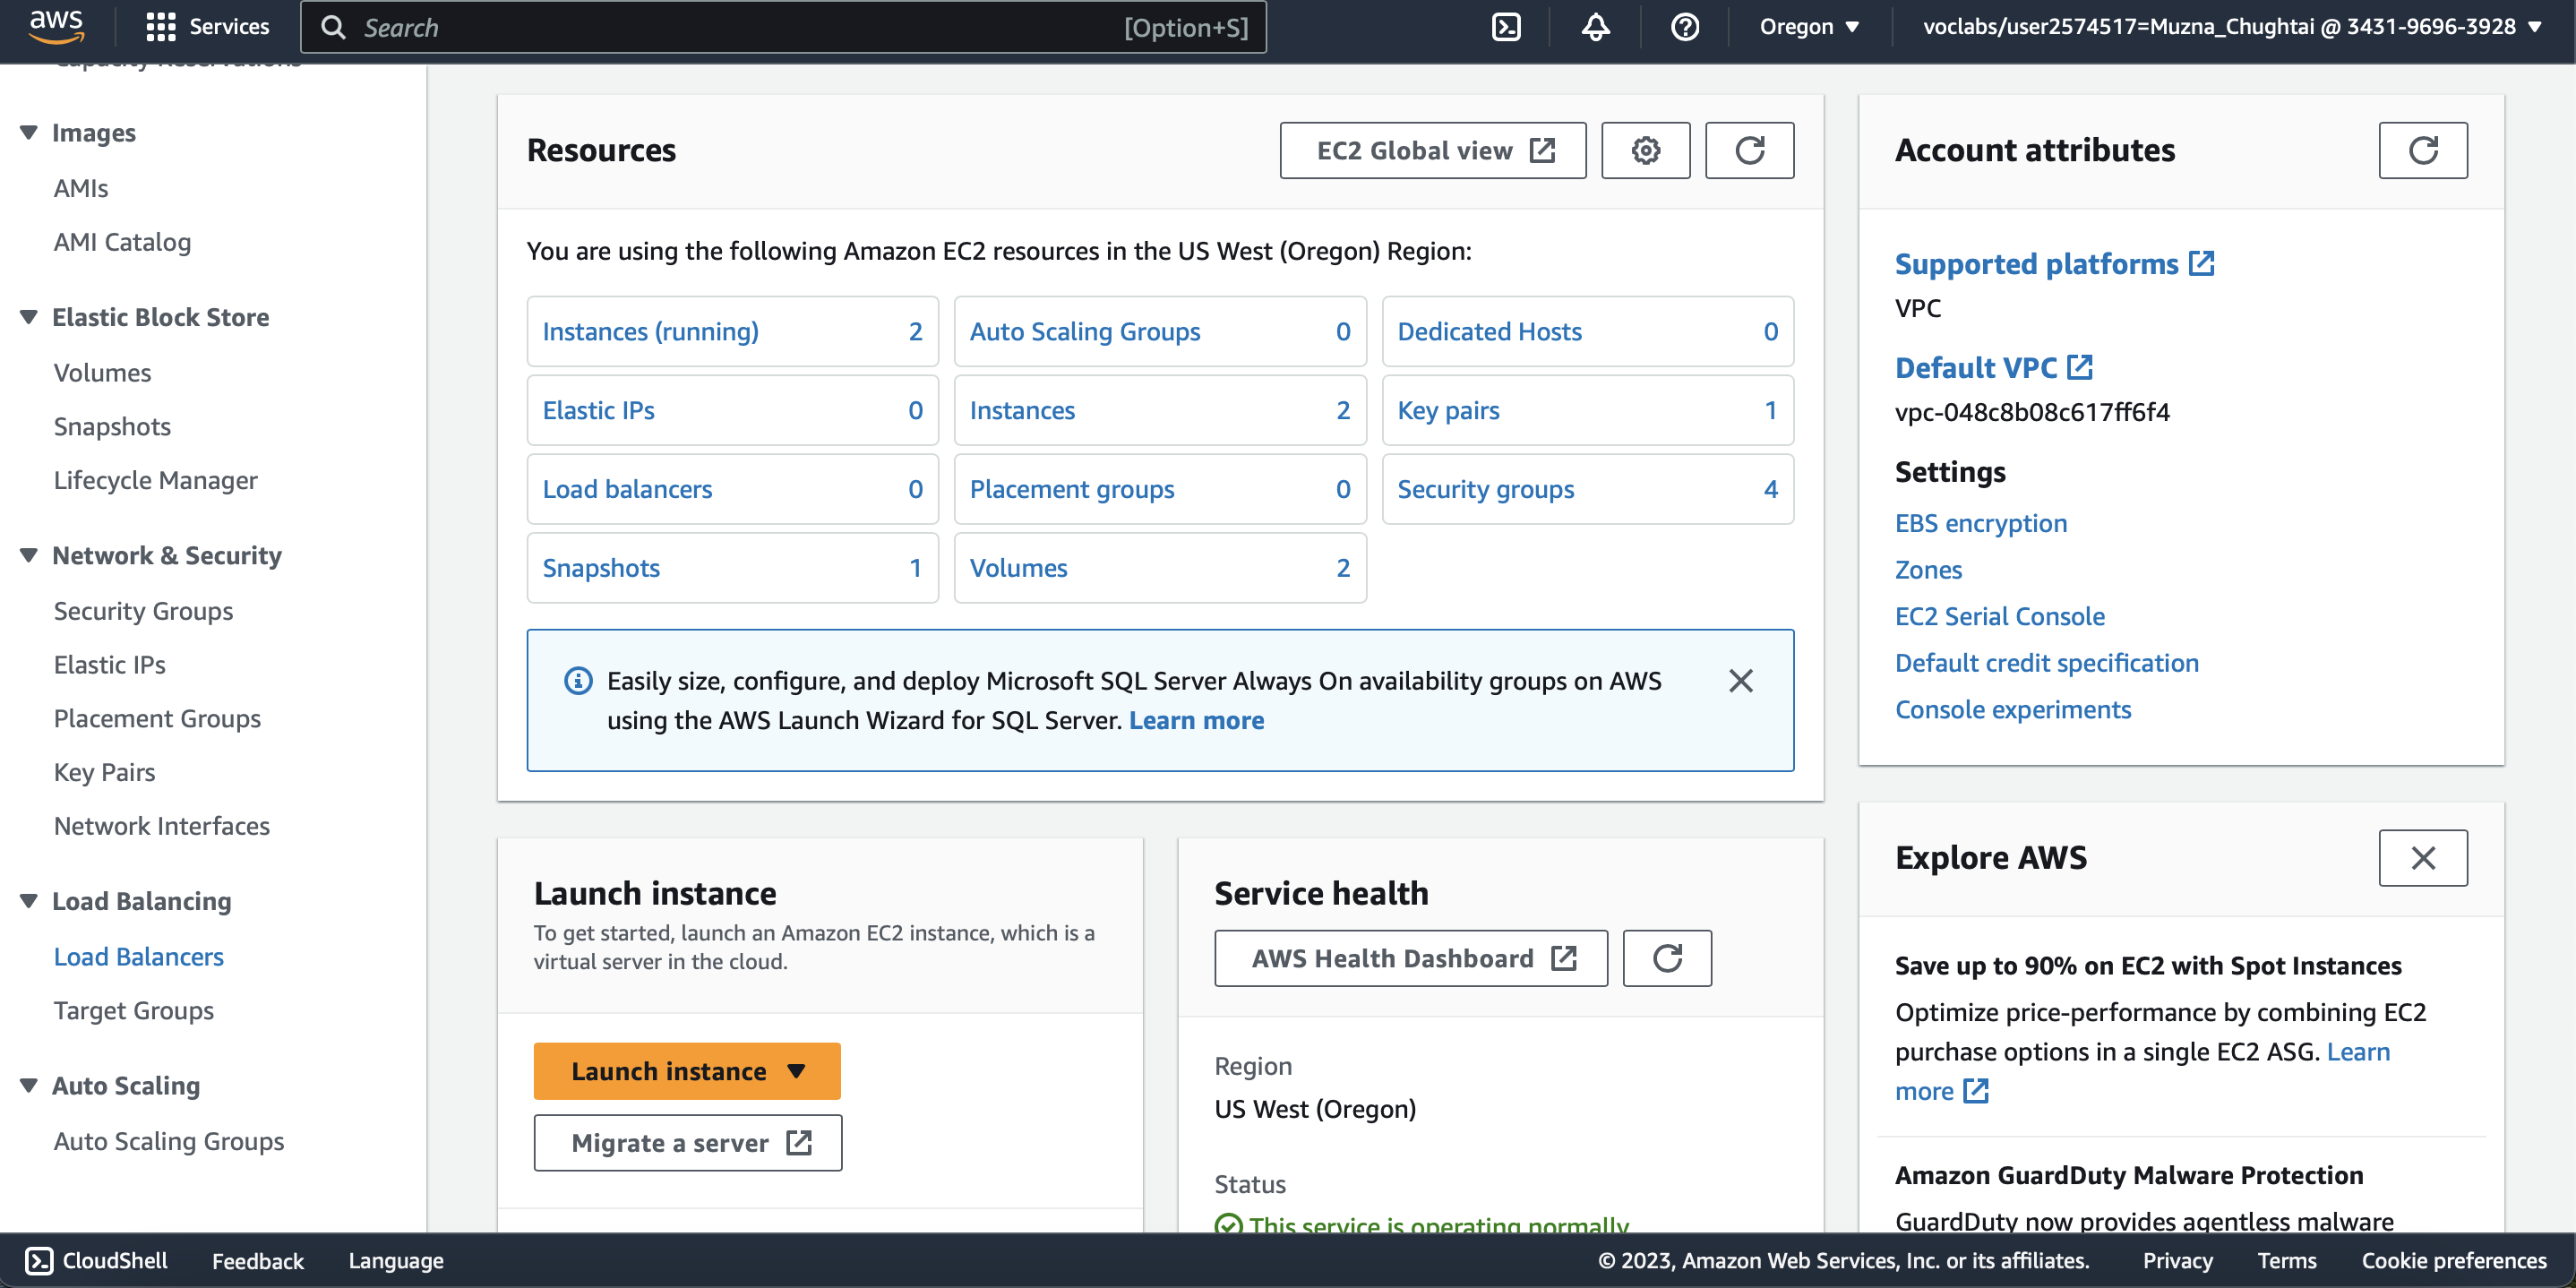 aws
Services
Search [Option+S]
Oregon
voclabs/user2574517=Muzna_Chughtai @ 3431-9696-3928
Capacity Reservations
Images
AMIs
AMI Catalog
Elastic Block Store
Volumes
Snapshots
Lifecycle Manager
Network & Security
Security Groups
Elastic IPs
Placement Groups
Key Pairs
Network Interfaces
Load Balancing
Load Balancers
Target Groups
Auto Scaling
Auto Scaling Groups
Resources
EC2 Global view
You are using the following Amazon EC2 resources in the US West (Oregon) Region:
Instances (running) 2
Auto Scaling Groups 0
Dedicated Hosts 0
Elastic IPs 0
Instances 2
Key pairs 1
Load balancers 0
Placement groups 0
Security groups 4
Snapshots 1
Volumes 2
Easily size, configure, and deploy Microsoft SQL Server Always On availability groups on AWS
using the AWS Launch Wizard for SQL Server. Learn more
Launch instance
To get started, launch an Amazon EC2 instance, which is a
virtual server in the cloud.
Launch instance
Migrate a server
Service health
AWS Health Dashboard
Region
US West (Oregon)
Status
This service is operating normally
Account attributes
Supported platforms
VPC
Default VPC
vpc-048c8b08c617ff6f4
Settings
EBS encryption
Zones
EC2 Serial Console
Default credit specification
Console experiments
Explore AWS
Save up to 90% on EC2 with Spot Instances
Optimize price-performance by combining EC2
purchase options in a single EC2 ASG. Learn
more
Amazon GuardDuty Malware Protection
GuardDuty now provides agentless malware
CloudShell
Feedback
Language
© 2023, Amazon Web Services, Inc. or its affiliates.
Privacy
Terms
Cookie preferences